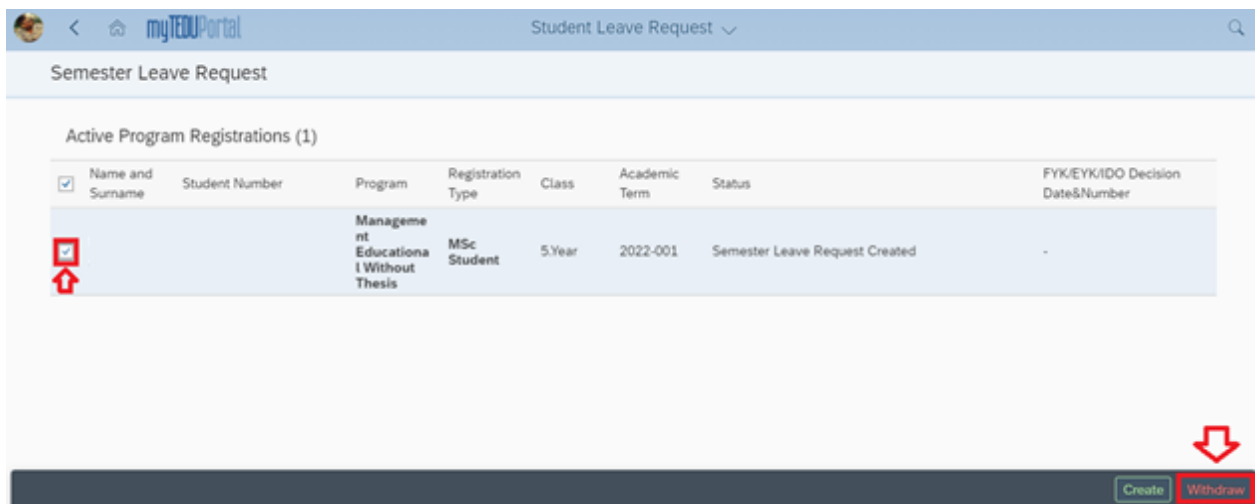 myTEDUPortal
Student Leave Request
Semester Leave Request
Active Program Registrations (1)
Name and Surname Student Number Program Registration Type Class Academic Term Status FYK/EYK/IDO Decision Date&Number
Manageme
nt
Educationa
l Without
Thesis
MSc
Student
5.Year
2022-001
Semester Leave Request Created
-
Create
Withdraw